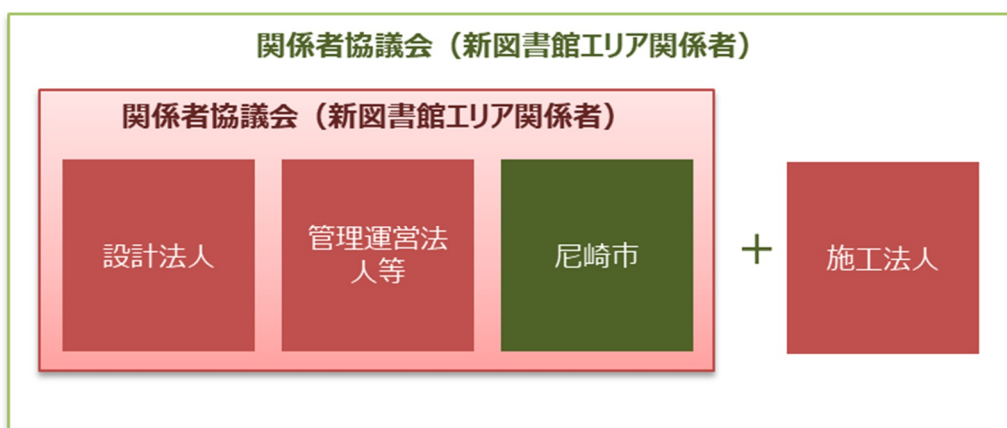 関係者協議会（新図書館エリア関係者）
関係者協議会（新図書館エリア関係者）
設計法人
管理運営法
人等
尼崎市
＋
施工法人